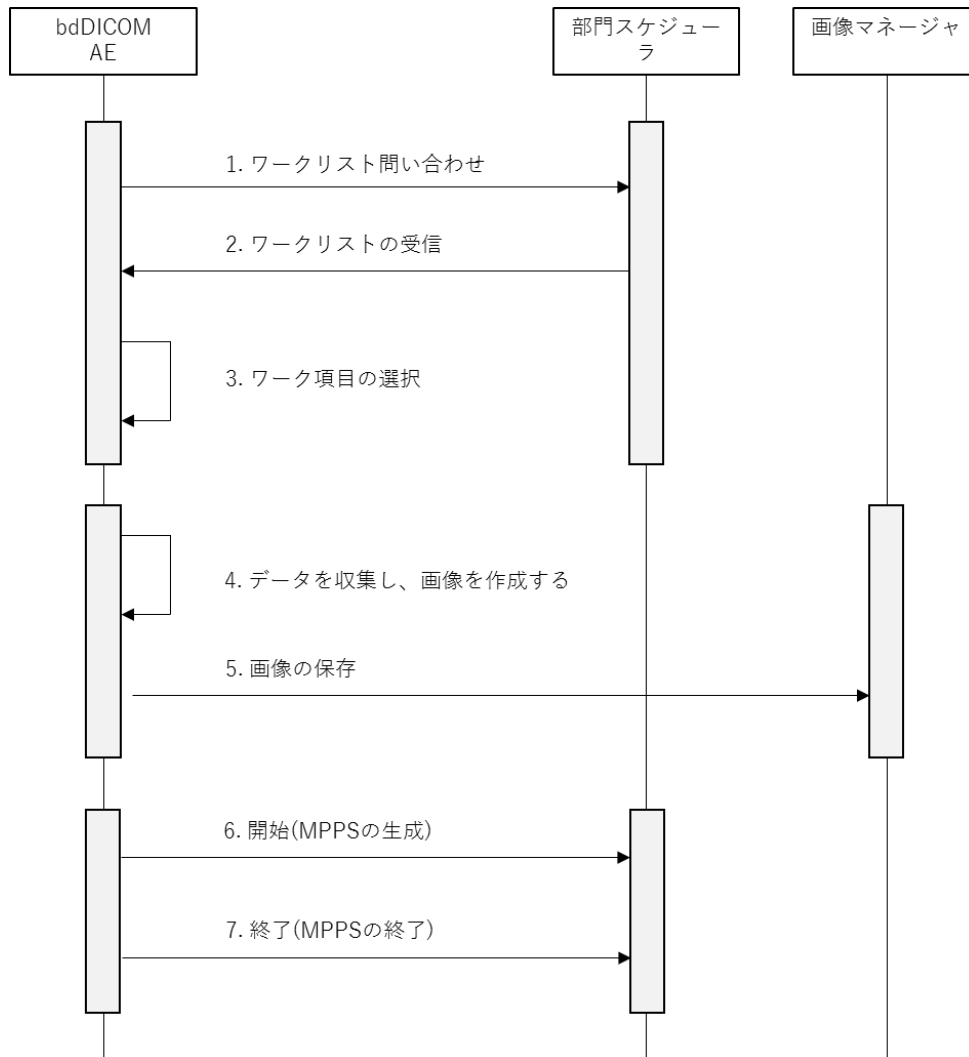 bdDICOM
AE
部門スケジュー
ラ
画像マネージャ
1. ワークリスト問い合わせ
2. ワークリストの受信
3. ワーク項目の選択
4. データを収集し、画像を作成する
5. 画像の保存
6. 開始(MPPSの生成)
7. 終了(MPPSの終了)